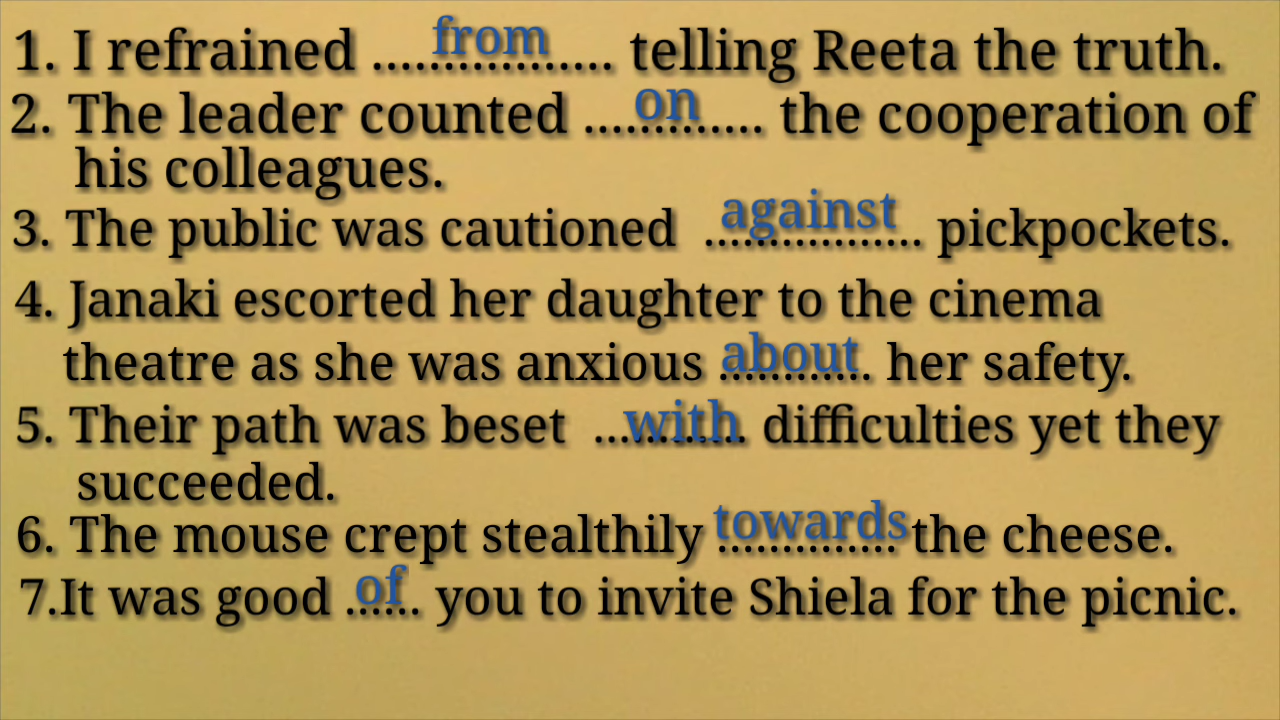 1. I refrained ....from.... telling Reeta the truth.
2. The leader counted ....on.... the cooperation of
his colleagues.
3. The public was cautioned ....against.... pickpockets.
4. Janaki escorted her daughter to the cinema
theatre as she was anxious ....about.... her safety.
5. Their path was beset ....with.... difficulties yet they
succeeded.
6. The mouse crept stealthily ....towards.... the cheese.
7.It was good ..of.. you to invite Shiela for the picnic.